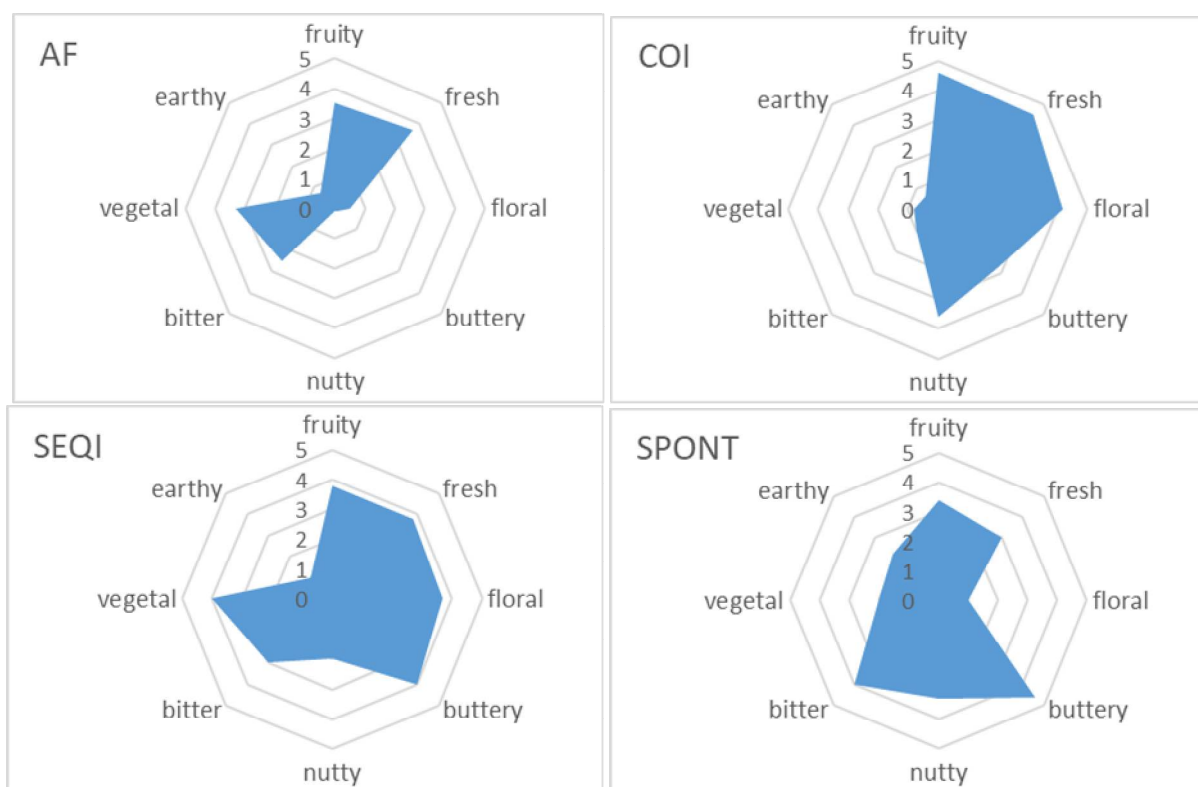 AF
fruity
5
4
3
2
1
0
fresh
floral
buttery
nutty
bitter
vegetal
earthy
COI
fruity
5
4
3
2
1
0
fresh
floral
buttery
nutty
bitter
vegetal
earthy
SEQI
fruity
5
4
3
2
1
0
fresh
floral
buttery
nutty
bitter
vegetal
earthy
SPONT
fruity
5
4
3
2
1
0
fresh
floral
buttery
nutty
bitter
vegetal
earthy